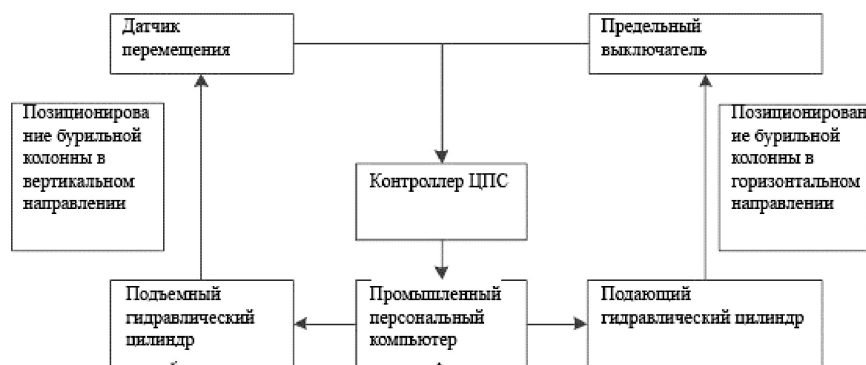 Датчик
перемещения
Предельный
выключатель
Позиционирова
ние бурильной
колонны в
вертикальном
направлении
Контроллер ЦПС
Позиционирован
ие бурильной
колонны в
горизонтальном
направлении
Подъемный
гидравлический
цилиндр
Промышленный
персональный
компьютер
Подающий
гидравлический цилиндр